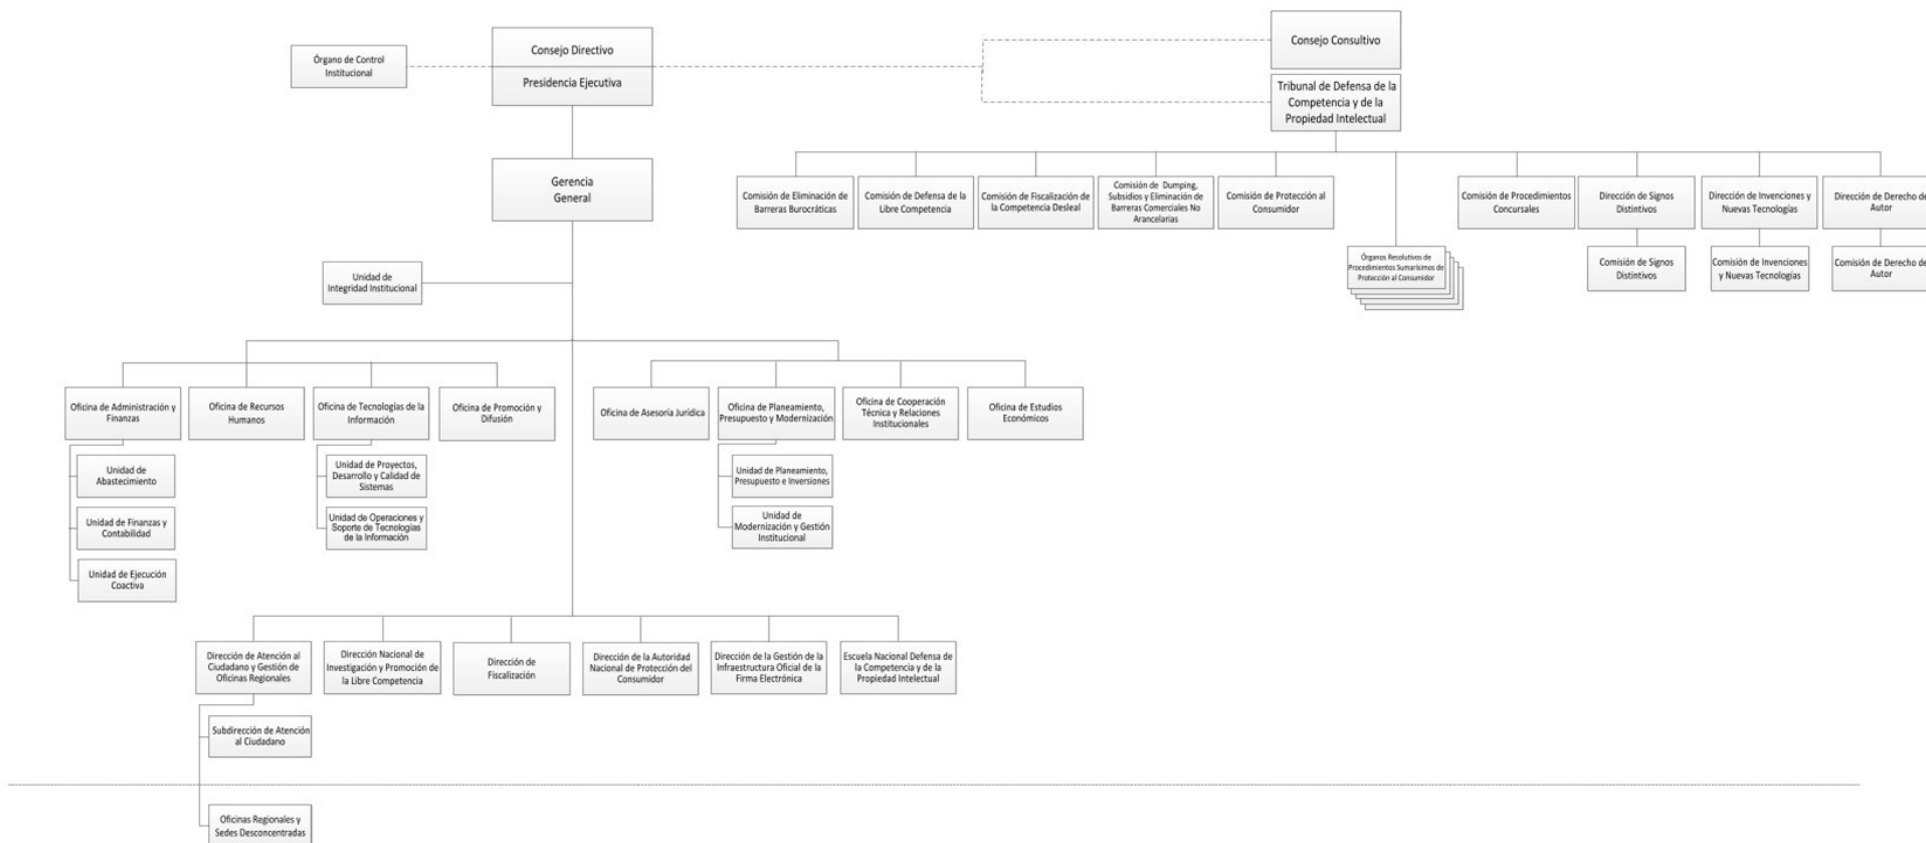 Órgano de Control
Institucional
Consejo Directivo
Presidencia Ejecutiva
Consejo Consultivo
Tribunal de Defensa de la
Competencia y de la
Propiedad Intelectual
Gerencia
General
Comisión de Eliminación de
Barreras Burocráticas
Comisión de Defensa de la
Libre Competencia
Comisión de Fiscalización de
la Competencia Desleal
Comisión de Dumping,
Subsidios y Eliminación de
Barreras Comerciales No
Arancelarias
Comisión de Protección al
Consumidor
Órganos Resolutivos de
Procedimientos Sumarísimos de
Protección al Consumidor
Comisión de Procedimientos
Concursales
Dirección de Signos
Distintivos
Dirección de Invenciones y
Nuevas Tecnologías
Dirección de Derecho de
Autor
Comisión de Signos
Distintivos
Comisión de Invenciones
y Nuevas Tecnologías
Comisión de Derecho de
Autor
Unidad de
Integridad Institucional
Oficina de Administración y
Finanzas
Oficina de Recursos
Humanos
Oficina de Tecnologías de la
Información
Oficina de Promoción y
Difusión
Oficina de Asesoría Jurídica
Oficina de Planeamiento,
Presupuesto y Modernización
Oficina de Cooperación
Técnica y Relaciones
Institucionales
Oficina de Estudios
Económicos
Unidad de
Abastecimiento
Unidad de Finanzas y
Contabilidad
Unidad de Ejecución
Coactiva
Unidad de Proyectos,
Desarrollo y Calidad de
Sistemas
Unidad de Operaciones y
Soporte de Tecnologías
de la Información
Unidad de Planeamiento,
Presupuesto e Inversiones
Unidad de
Modernización y Gestión
Institucional
Dirección de Atención al
Ciudadano y Gestión de
Oficinas Regionales
Dirección Nacional de
Investigación y Promoción de
la Libre Competencia
Dirección de
Fiscalización
Dirección de la Autoridad
Nacional de Protección del
Consumidor
Dirección de la Gestión de la
Infraestructura Oficial de la
Firma Electrónica
Escuela Nacional Defensa de
la Competencia y de la
Propiedad Intelectual
Subdirección de Atención
al Ciudadano
Oficinas Regionales y
Sedes Desconcentradas